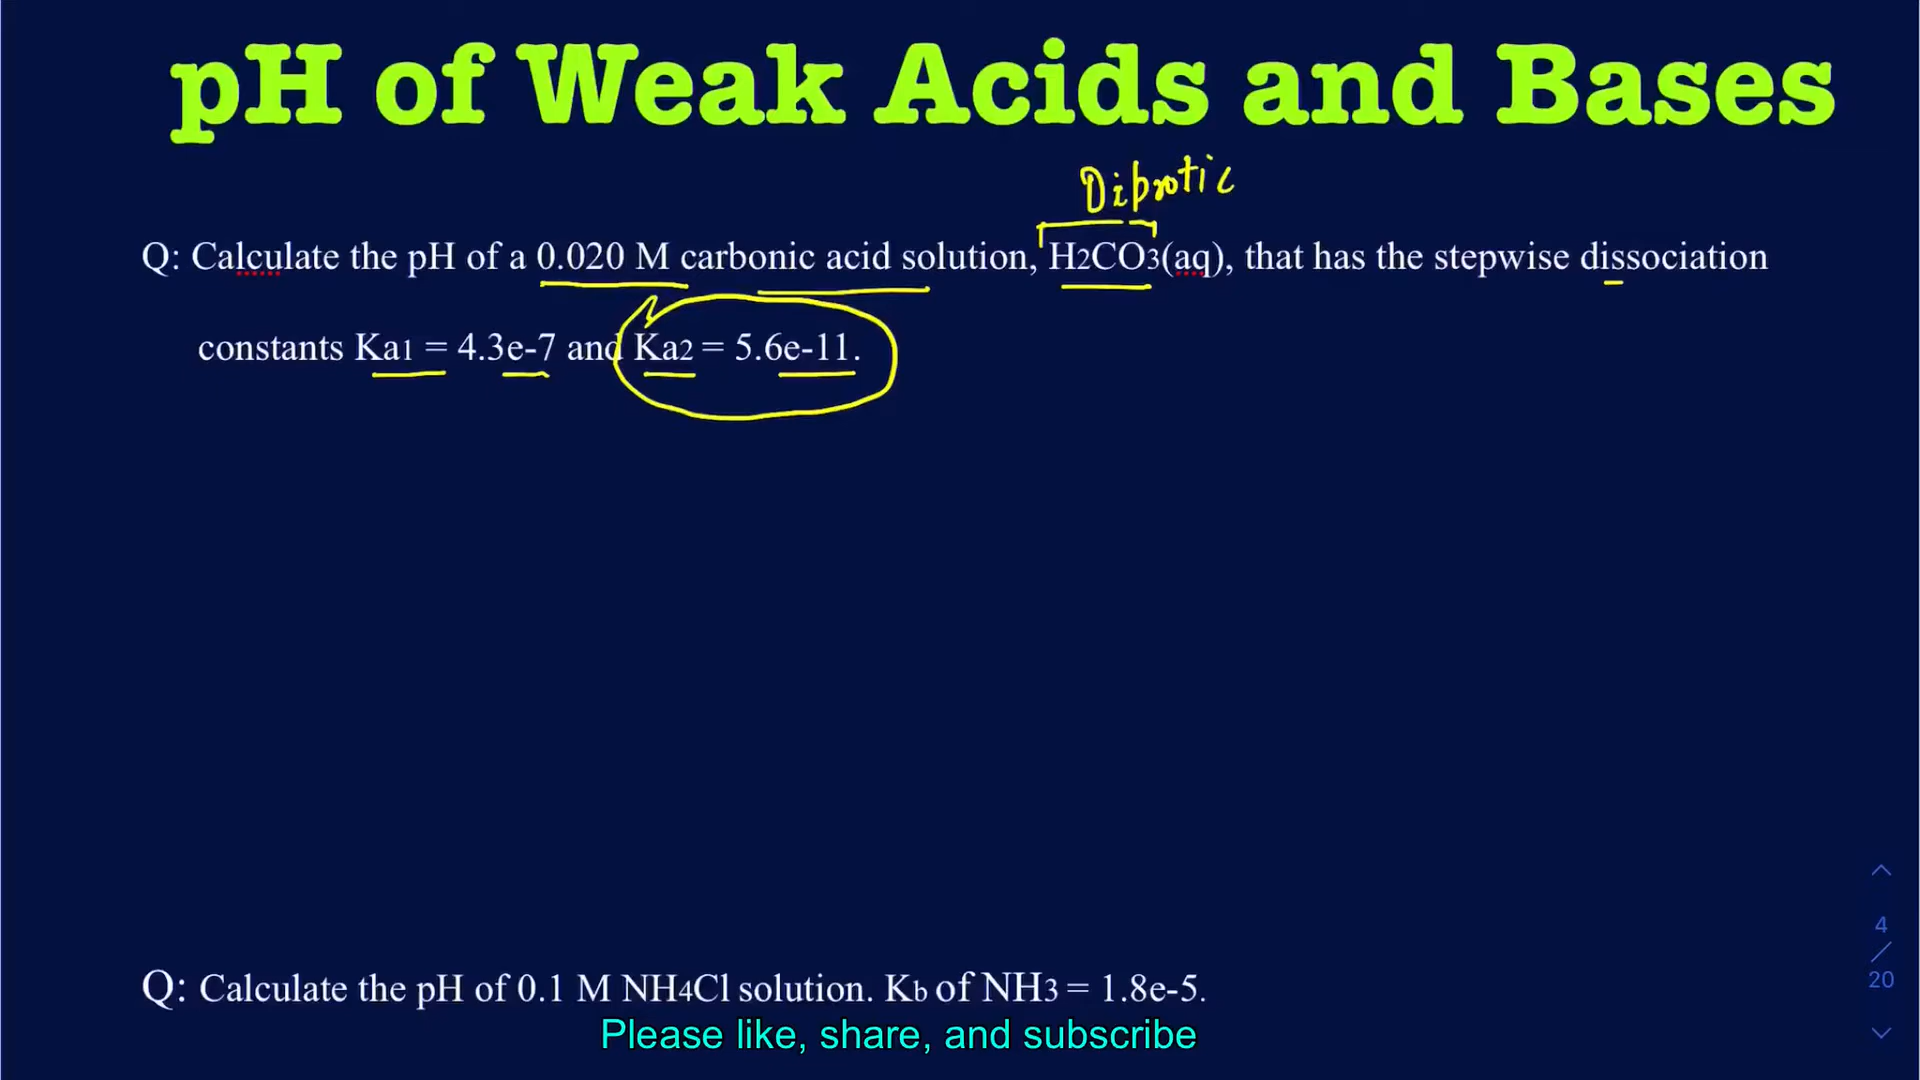 pH of Weak Acids and Bases
Diprotic
Q: Calculate the pH of a 0.020 M carbonic acid solution, H2CO3(aq), that has the stepwise dissociation
constants Ka1 = 4.3e-7 and Ka2 = 5.6e-11.
4
/
20
Q: Calculate the pH of 0.1 M NH4Cl solution. Kb of NH3 = 1.8e-5.
Please like, share, and subscribe